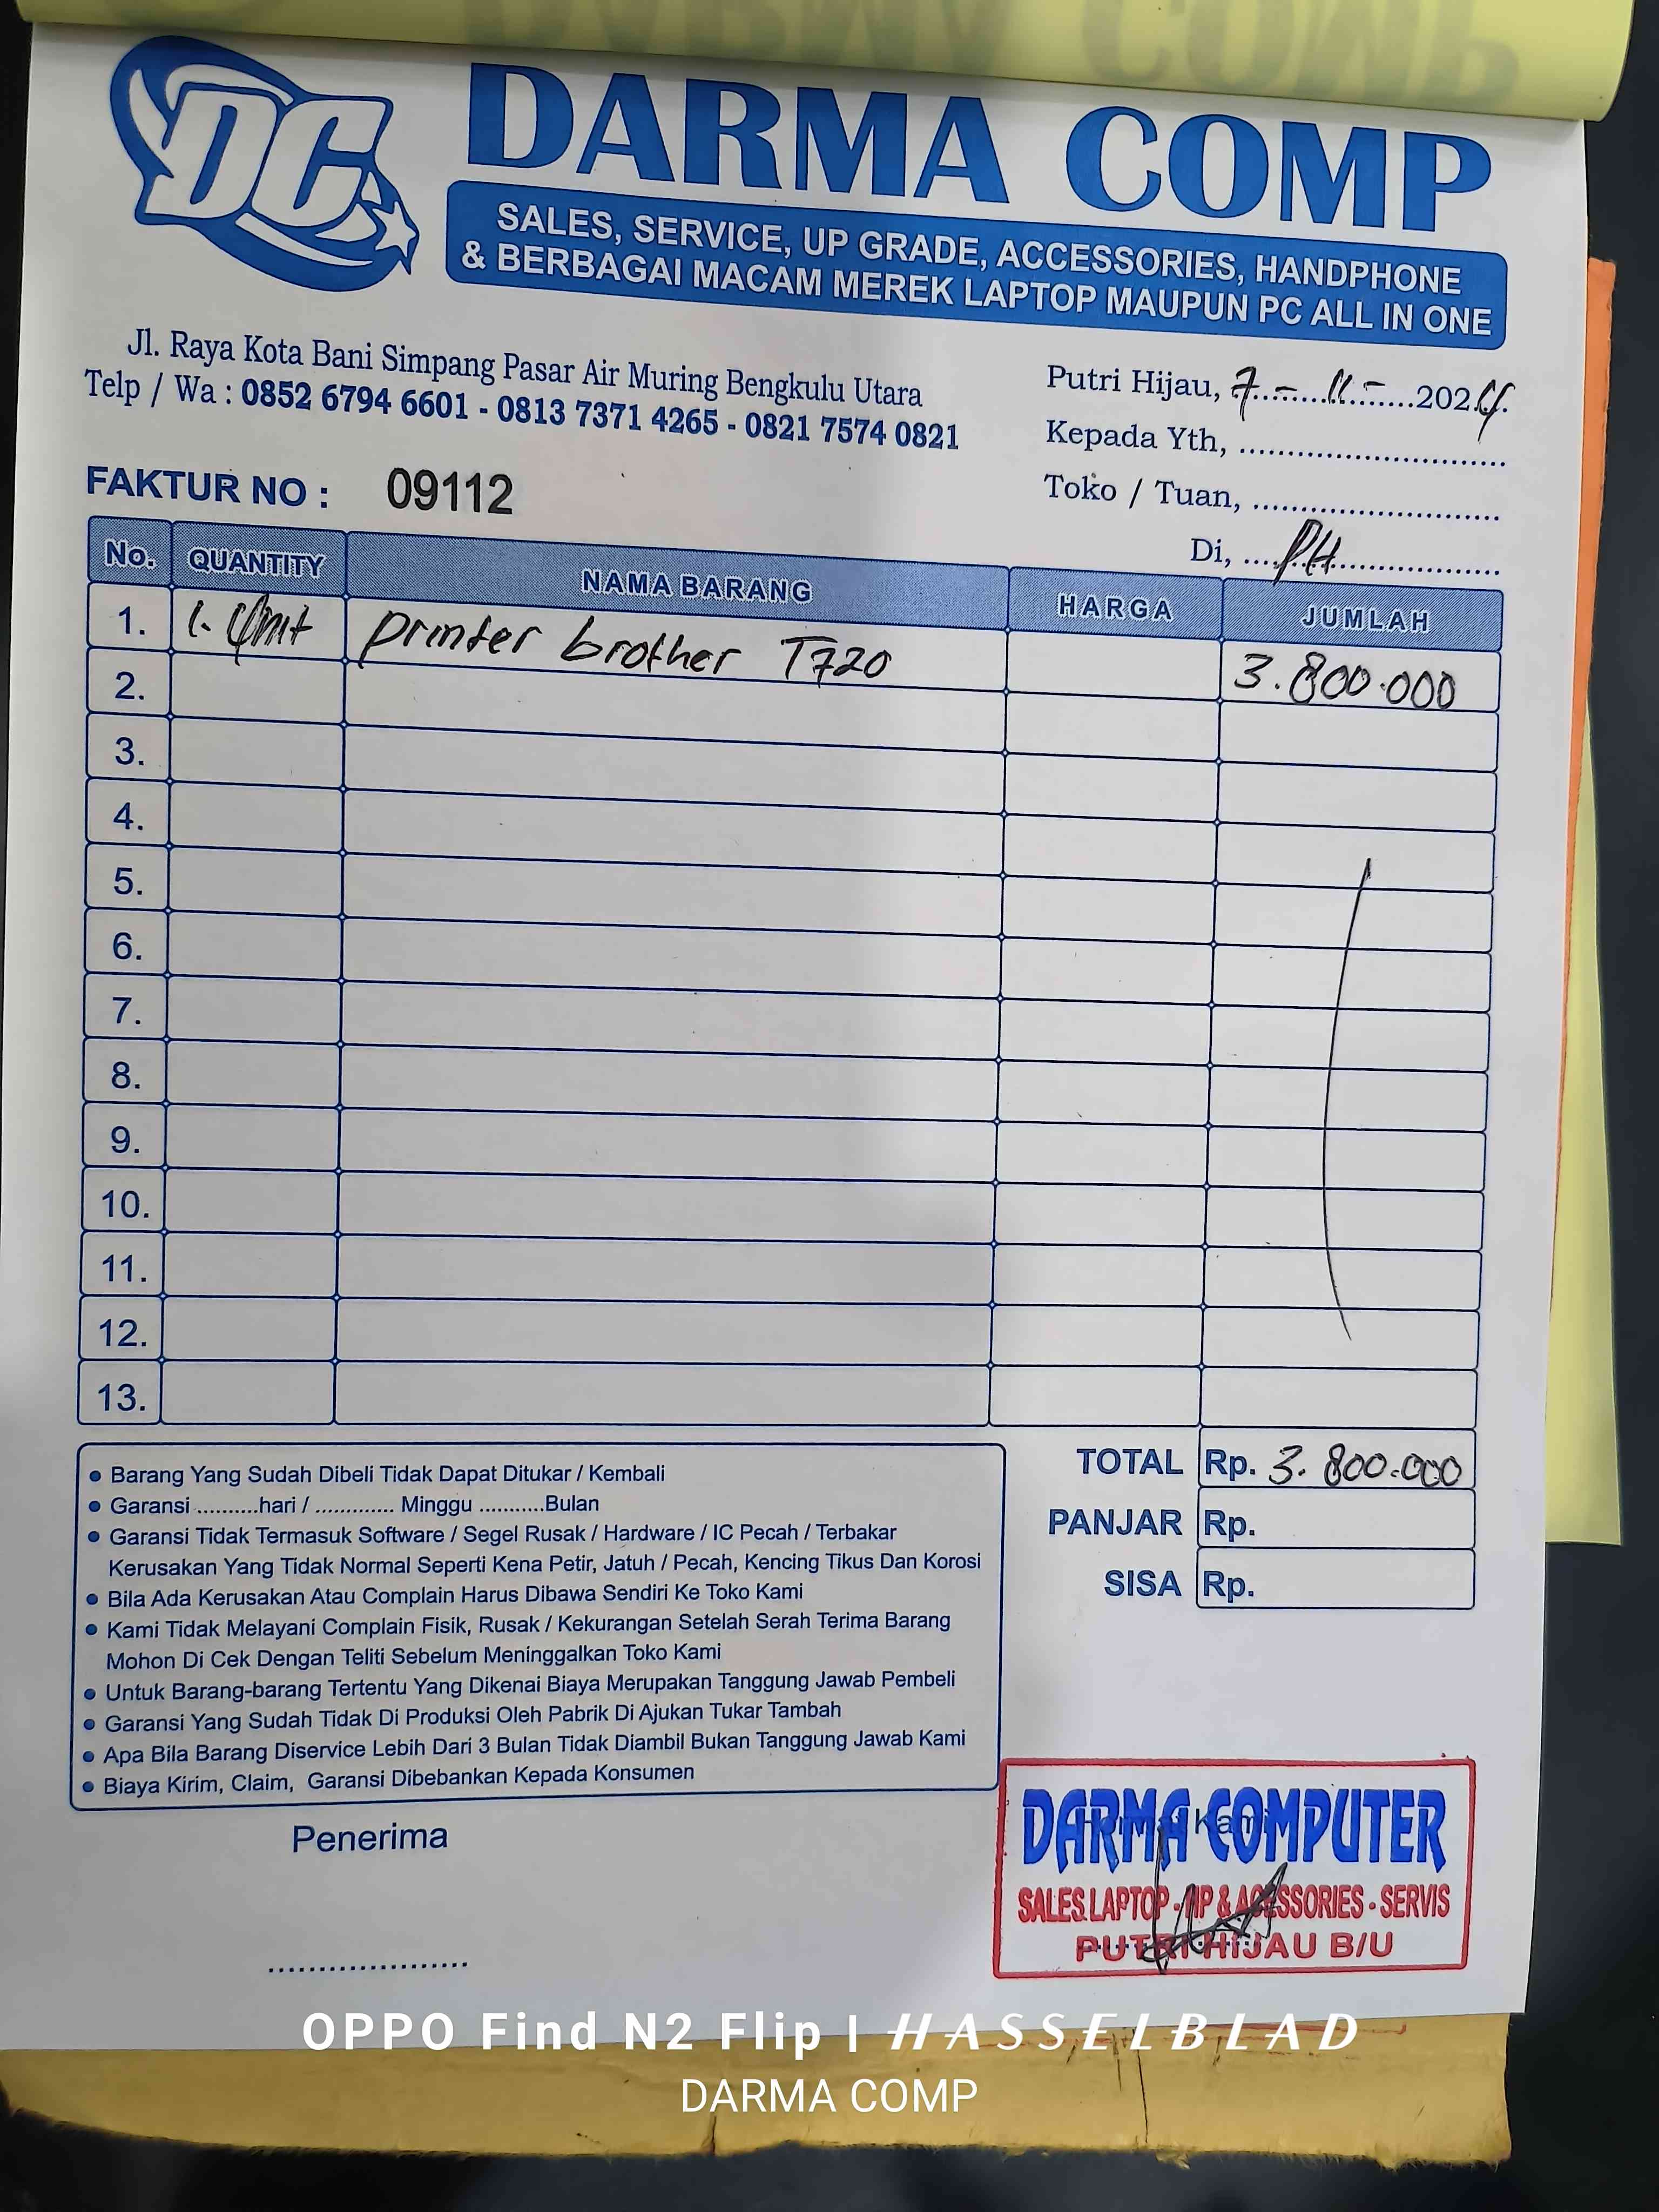 DC
DARMA COMP
SALES, SERVICE, UP GRADE, ACCESSORIES, HANDPHONE
& BERBAGAI MACAM MEREK LAPTOP MAUPUN PC ALL IN ONE
Jl. Raya Kota Bani Simpang Pasar Air Muring Bengkulu Utara
Telp / Wa : 0852 6794 6601 - 0813 7371 4265 - 0821 7574 0821
Putri Hijau, 7 - 11 - 2024
Kepada Yth, ............................
Toko / Tuan, ............................
Di, .... PH ....................
FAKTUR NO : 09112
No. QUANTITY NAMA BARANG HARGA JUMLAH
1. 1. Unit printer brother T720 3.800.000
2.
3.
4.
5.
6.
7.
8.
9.
10.
11.
12.
13.
TOTAL Rp. 3.800.000
PANJAR Rp.
SISA Rp.
• Barang Yang Sudah Dibeli Tidak Dapat Ditukar / Kembali
• Garansi ..........hari / ............. Minggu ...........Bulan
• Garansi Tidak Termasuk Software / Segel Rusak / Hardware / IC Pecah / Terbakar
Kerusakan Yang Tidak Normal Seperti Kena Petir, Jatuh / Pecah, Kencing Tikus Dan Korosi
• Bila Ada Kerusakan Atau Complain Harus Dibawa Sendiri Ke Toko Kami
• Kami Tidak Melayani Complain Fisik, Rusak / Kekurangan Setelah Serah Terima Barang
Mohon Di Cek Dengan Teliti Sebelum Meninggalkan Toko Kami
• Untuk Barang-barang Tertentu Yang Dikenai Biaya Merupakan Tanggung Jawab Pembeli
• Garansi Yang Sudah Tidak Di Produksi Oleh Pabrik Di Ajukan Tukar Tambah
• Apa Bila Barang Diservice Lebih Dari 3 Bulan Tidak Diambil Bukan Tanggung Jawab Kami
• Biaya Kirim, Claim, Garansi Dibebankan Kepada Konsumen
Penerima
....................
Kami
DARMA COMPUTER
SALES LAPTOP - HP & ACESSORIES - SERVIS
PUTRI HIJAU B/U
OPPO Find N2 Flip | HASSELBLAD
DARMA COMP